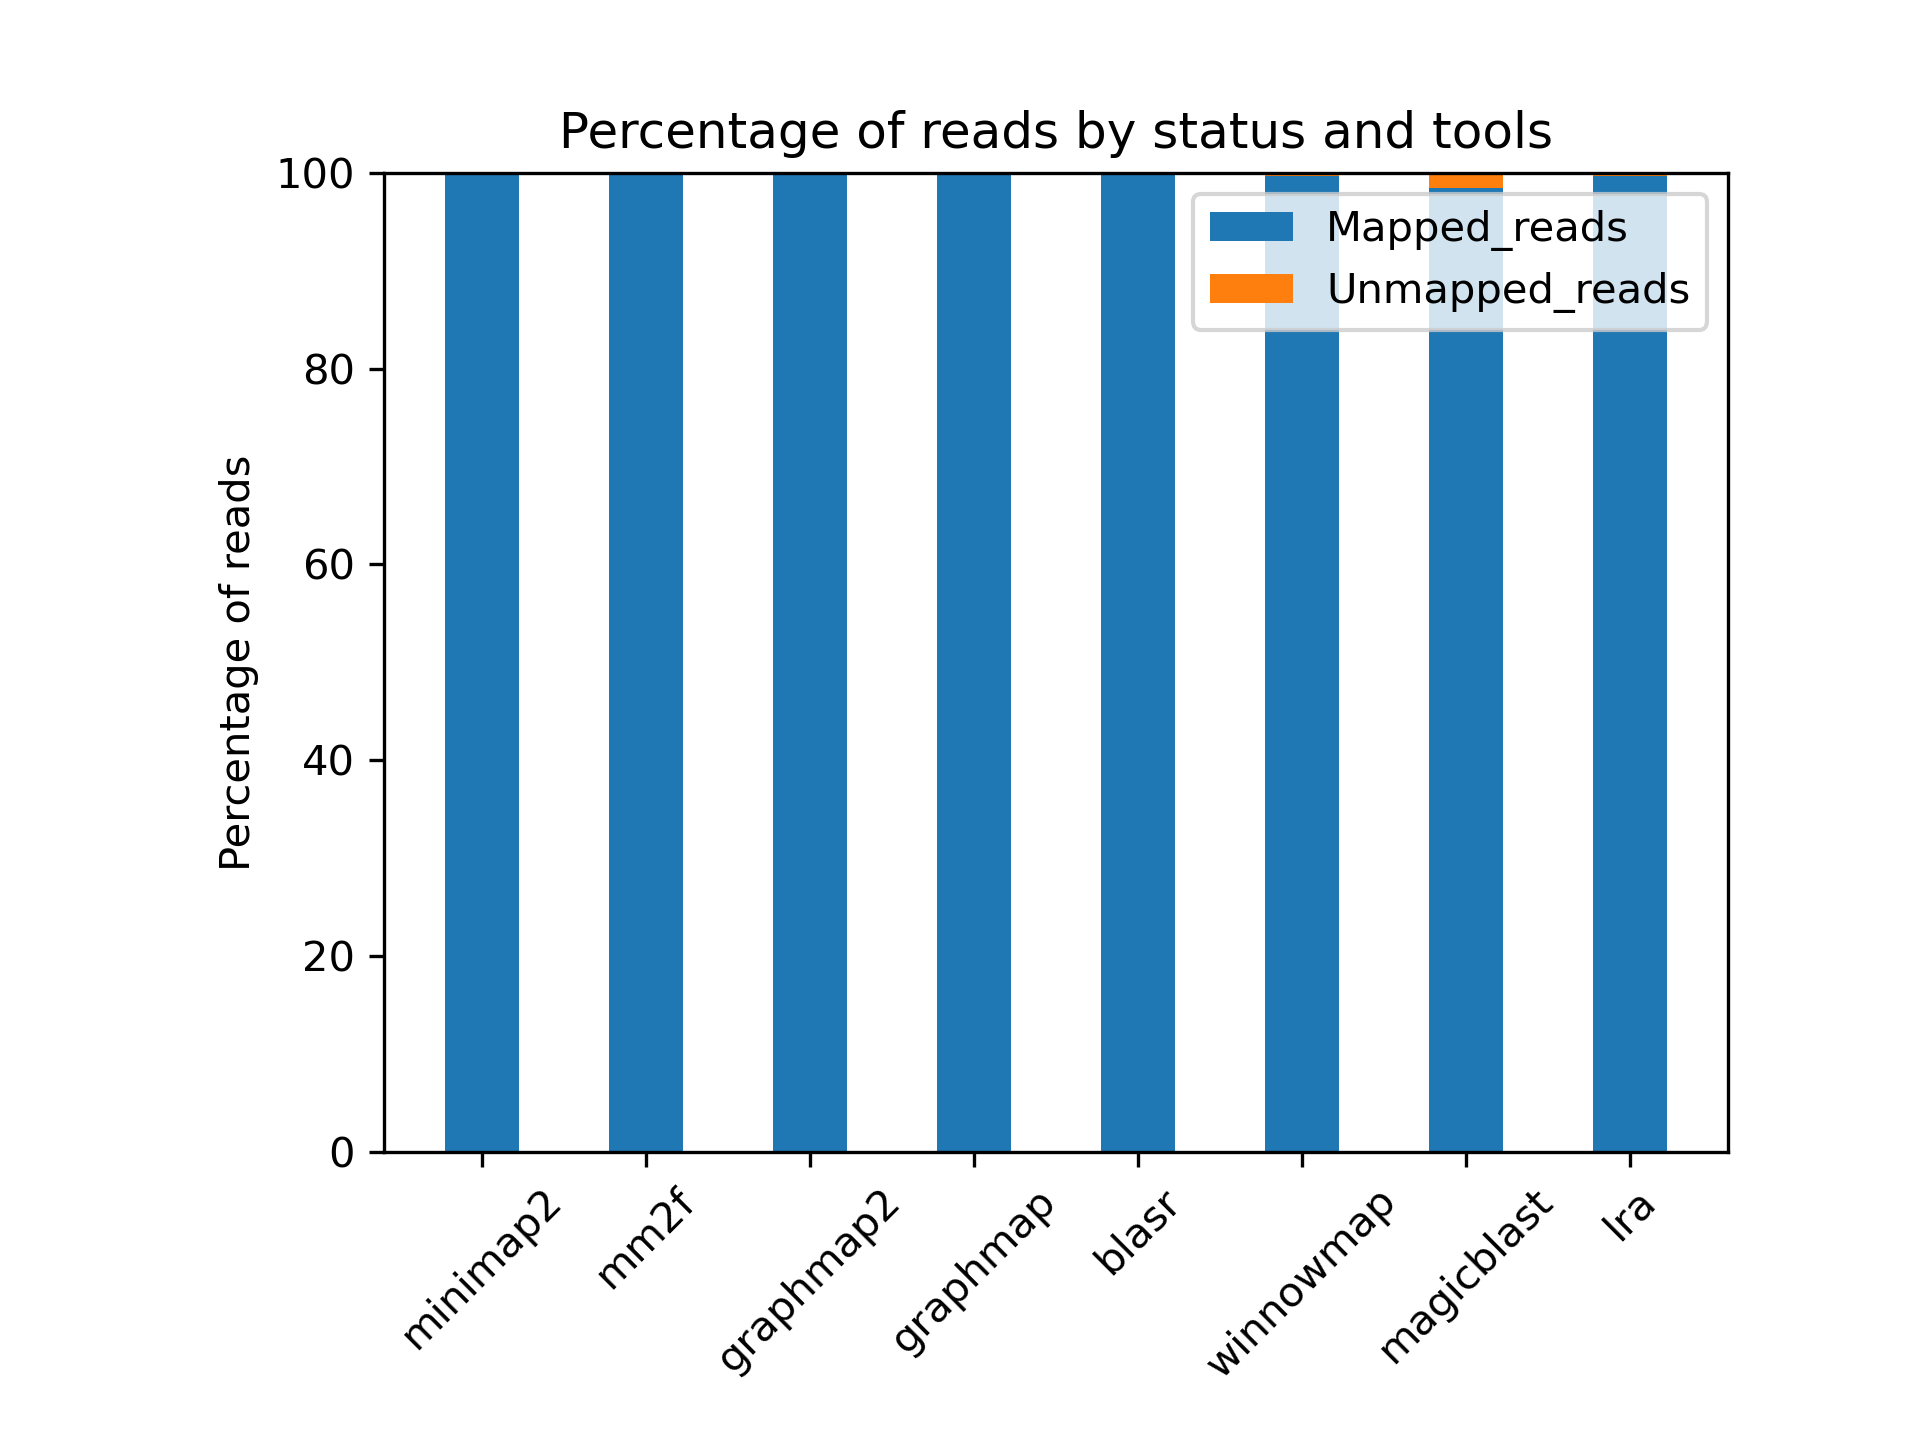 Percentage of reads by status and tools
100
80
60
40
20
0
Percentage of reads
Mapped_reads
Unmapped_reads
minimap2
mm2f
graphmap2
graphmap
blasr
winnowmap
magicblast
lra